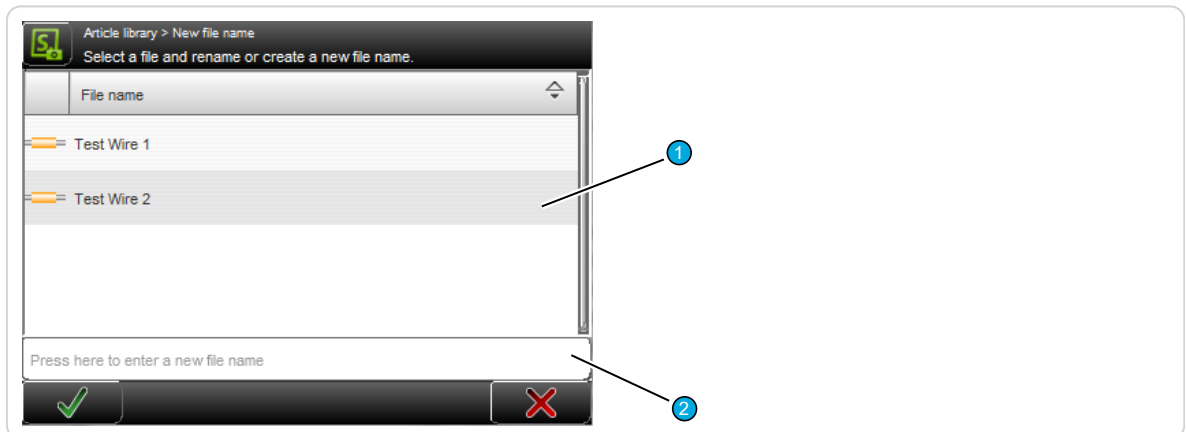 S
Article library > New file name
Select a file and rename or create a new file name.
File name
Test Wire 1
1
Test Wire 2
Press here to enter a new file name
2